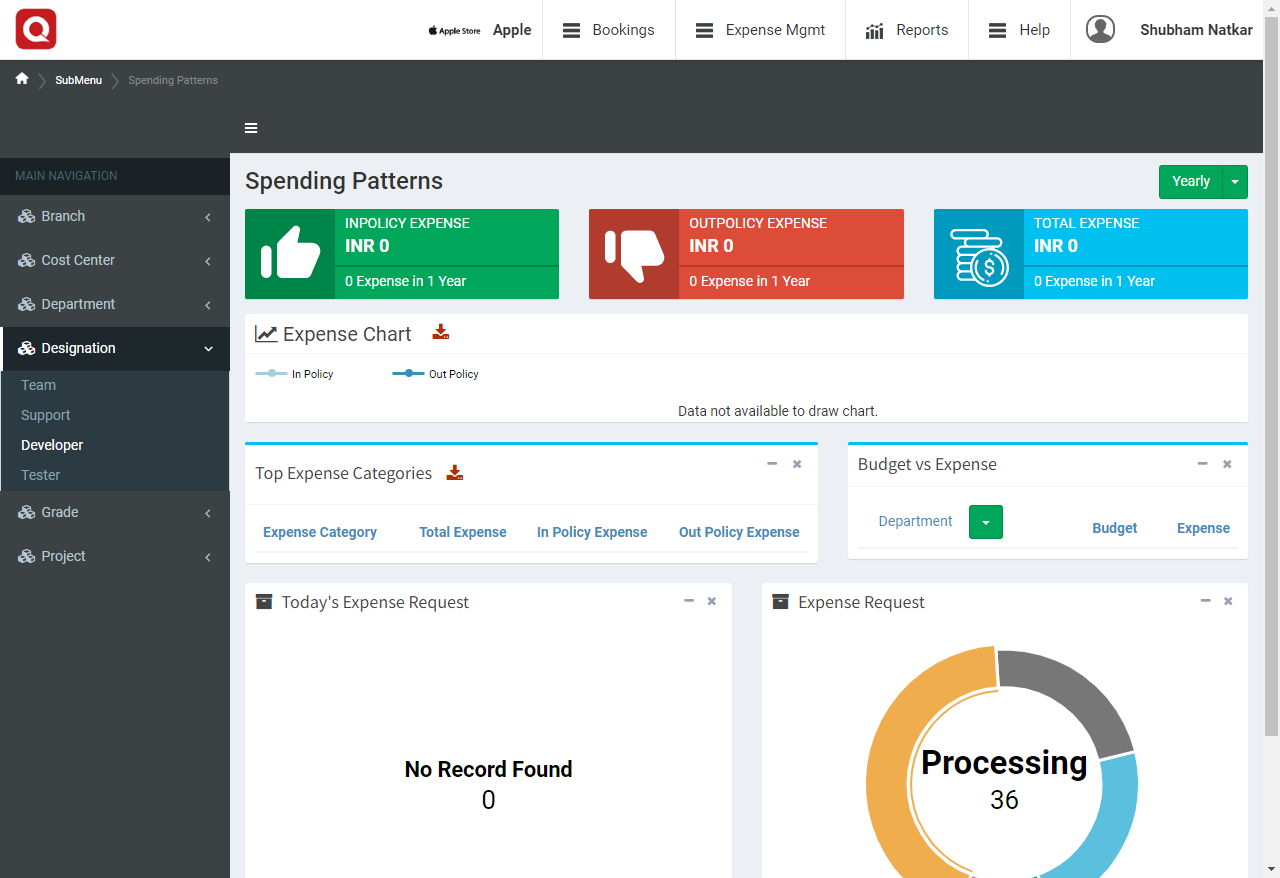 Apple Store Apple Bookings Expense Mgmt Reports Help Shubham Natkar
SubMenu Spending Patterns
MAIN NAVIGATION
Branch
Cost Center
Department
Designation
Team
Support
Developer
Tester
Grade
Project
Spending Patterns
Yearly
INPOLICY EXPENSE
INR 0
0 Expense in 1 Year
OUTPOLICY EXPENSE
INR 0
0 Expense in 1 Year
TOTAL EXPENSE
INR 0
0 Expense in 1 Year
Expense Chart
In Policy Out Policy
Data not available to draw chart.
Top Expense Categories
Expense Category Total Expense In Policy Expense Out Policy Expense
Budget vs Expense
Department Budget Expense
Today's Expense Request
No Record Found
0
Expense Request
Processing
36